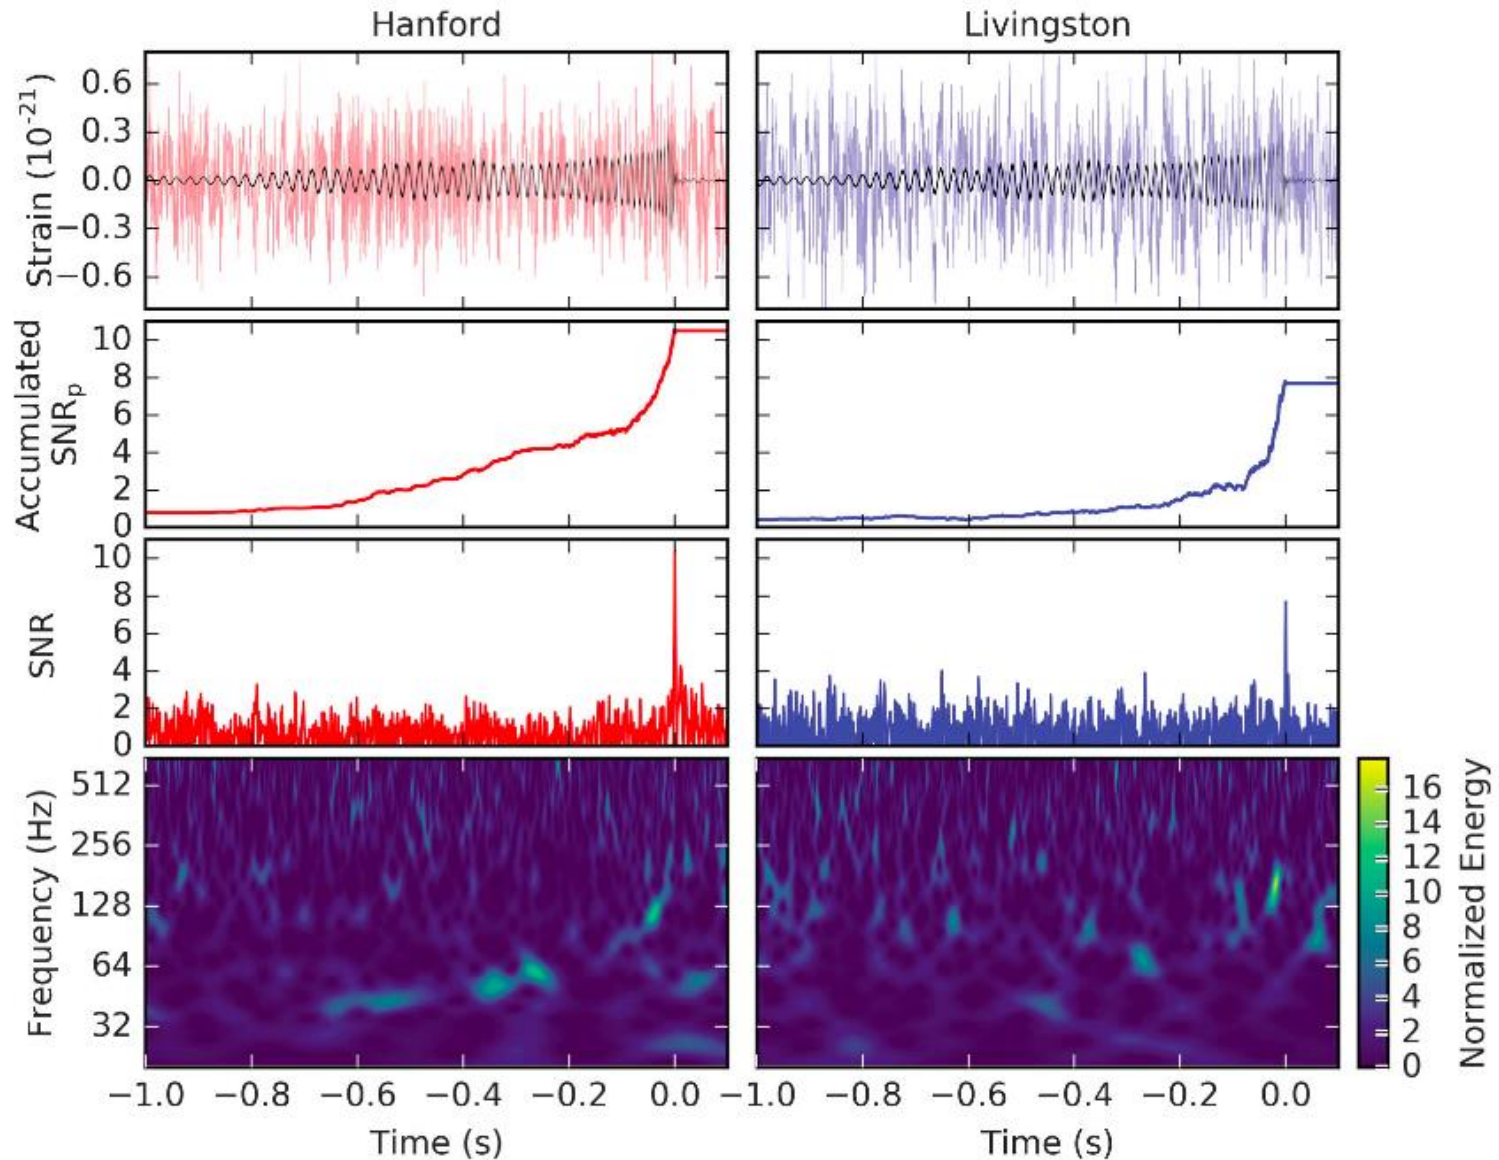 Hanford
Livingston
Strain (10⁻²¹)
0.6
0.3
0.0
−0.3
−0.6
Accumulated
SNRₚ
10
8
6
4
2
0
SNR
10
8
6
4
2
0
Frequency (Hz)
512
256
128
64
32
16
14
12
10
8
6
4
2
0
Normalized Energy
−1.0 −0.8 −0.6 −0.4 −0.2 0.0
−1.0 −0.8 −0.6 −0.4 −0.2 0.0
Time (s)
Time (s)